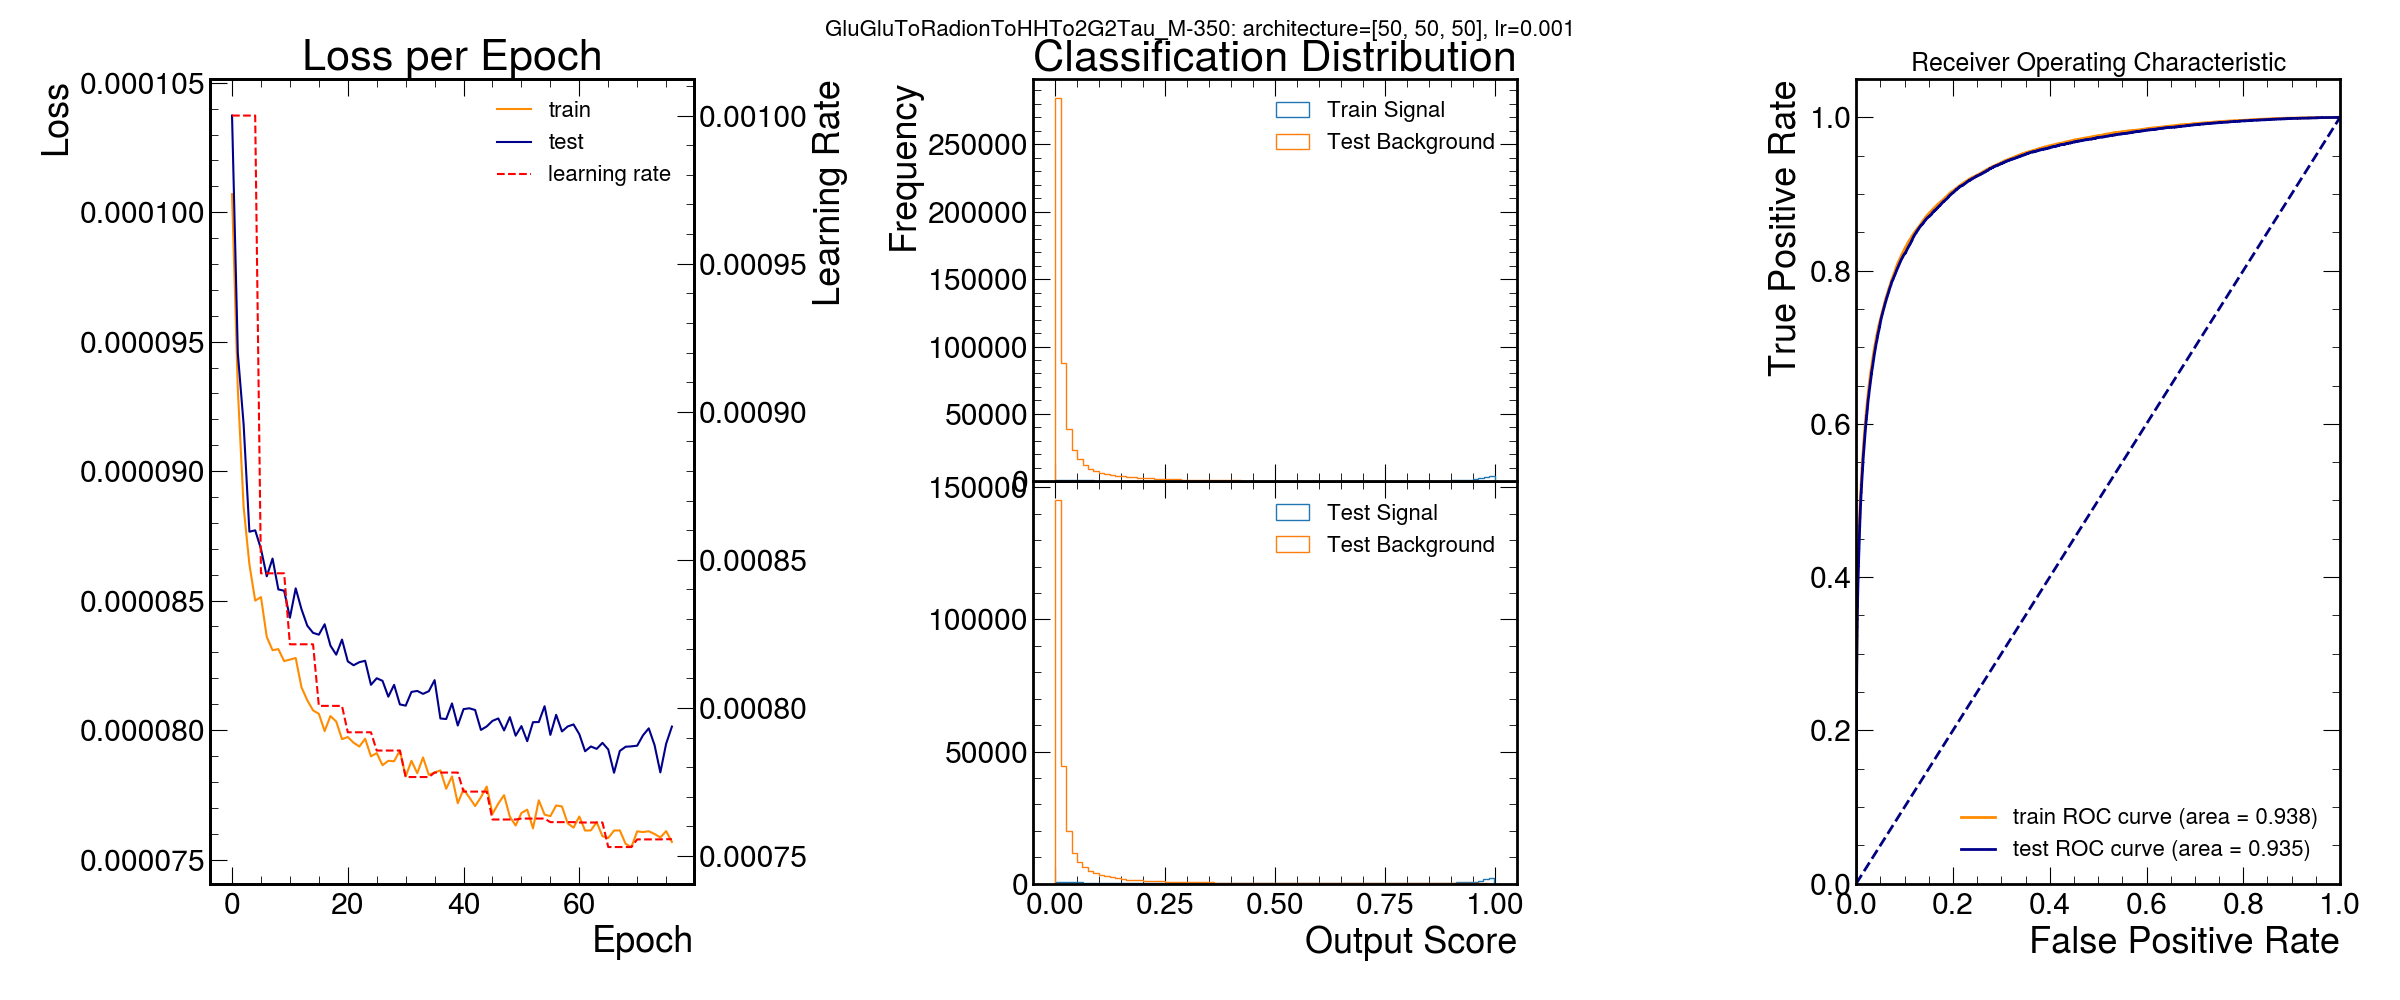 GluGluToRadionToHHTo2G2Tau_M-350: architecture=[50, 50, 50], lr=0.001
Loss per Epoch
Loss
0.000105
0.000100
0.000095
0.000090
0.000085
0.000080
0.000075
train
test
learning rate
0.00100
0.00095
0.00090
0.00085
0.00080
0.00075
Learning Rate
0
20
40
60
Epoch
Classification Distribution
Frequency
250000
200000
150000
100000
50000
0
Train Signal
Test Background
150000
100000
50000
0
Test Signal
Test Background
0.00
0.25
0.50
0.75
1.00
Output Score
Receiver Operating Characteristic
True Positive Rate
1.0
0.8
0.6
0.4
0.2
0.0
train ROC curve (area = 0.938)
test ROC curve (area = 0.935)
0.0
0.2
0.4
0.6
0.8
1.0
False Positive Rate